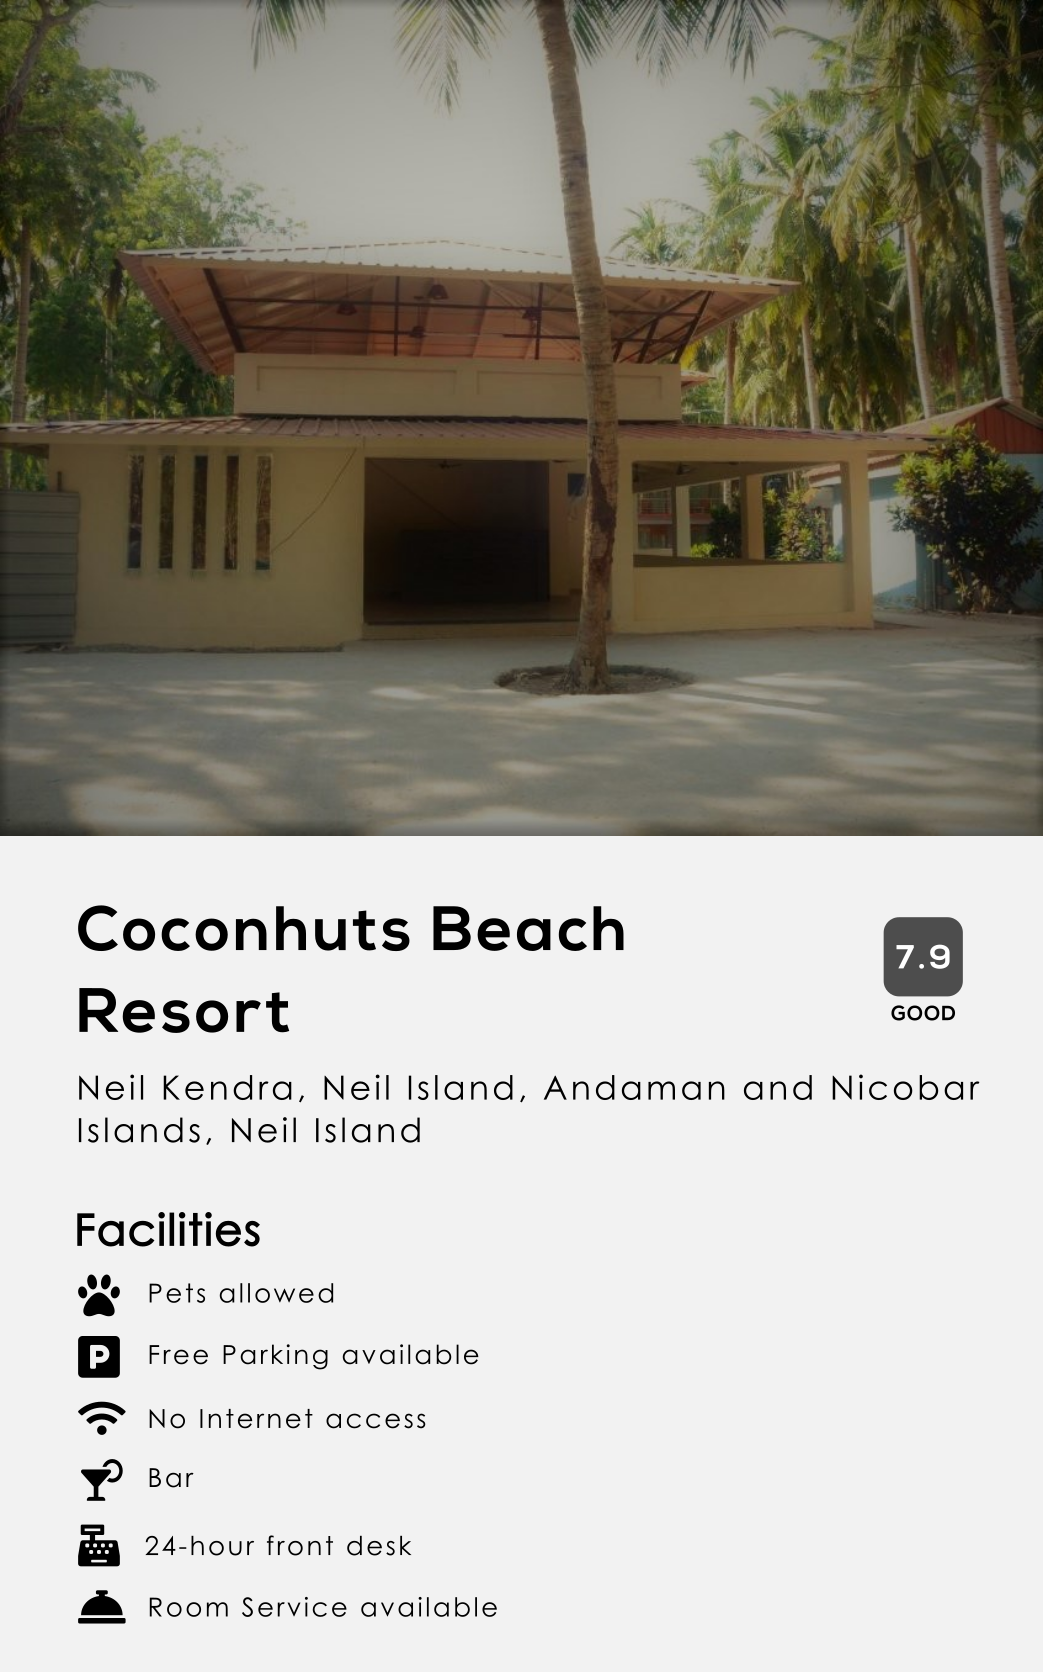 Coconhuts Beach
Resort
7.9
GOOD
Neil Kendra, Neil Island, Andaman and Nicobar
Islands, Neil Island
Facilities
Pets allowed
P
Free Parking available
No Internet access
Bar
24-hour front desk
Room Service available